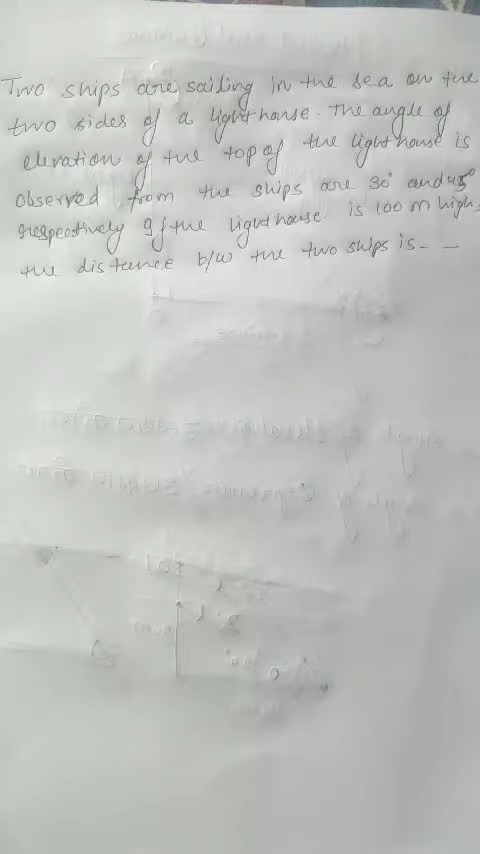 Two ships are sailing in the sea on the
two sides of a lighthouse. The angle of
elevation of the top of the lighthouse is
observed from the ships are 30° and 45°
respectively If the lighthouse is 100 m high,
the distance b/w the two ships is - -